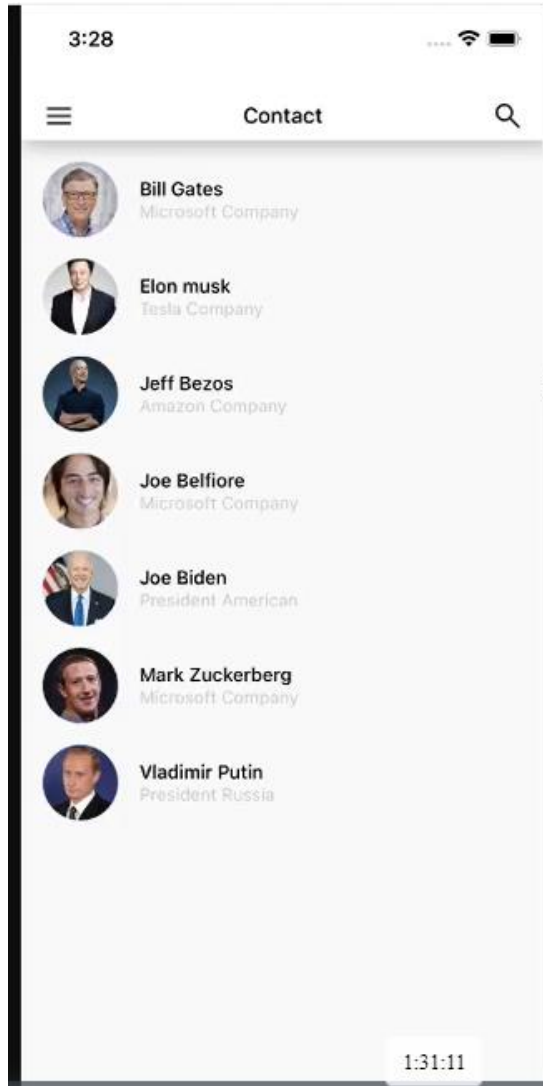 3:28
Contact
Bill Gates
Microsoft Company
Elon musk
Tesla Company
Jeff Bezos
Amazon Company
Joe Belfiore
Microsoft Company
Joe Biden
President American
Mark Zuckerberg
Microsoft Company
Vladimir Putin
President Russia
1:31:11